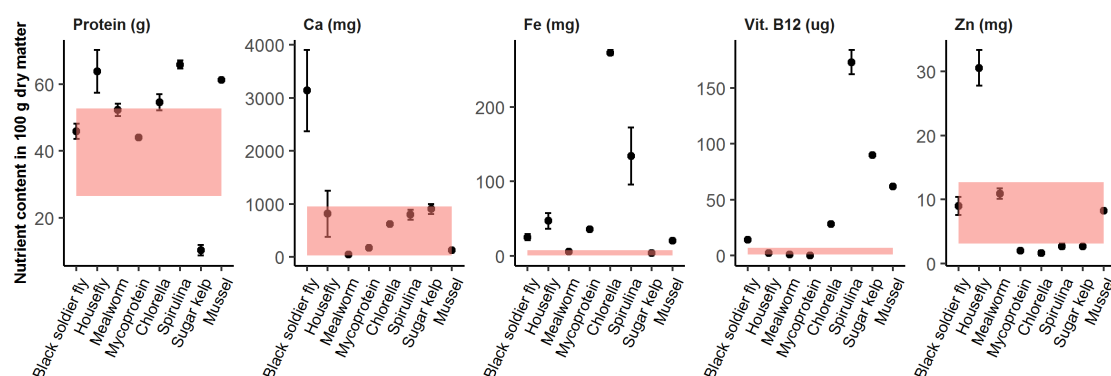 Protein (g)
Ca (mg)
Fe (mg)
Vit. B12 (ug)
Zn (mg)
Nutrient content in 100 g dry matter
60
40
20
Black soldier fly
Housefly
Mealworm
Mycoprotein
Chlorella
Spirulina
Sugar kelp
Mussel
4000
3000
2000
1000
0
Black soldier fly
Housefly
Mealworm
Mycoprotein
Chlorella
Spirulina
Sugar kelp
Mussel
200
100
0
Black soldier fly
Housefly
Mealworm
Mycoprotein
Chlorella
Spirulina
Sugar kelp
Mussel
150
100
50
0
Black soldier fly
Housefly
Mealworm
Mycoprotein
Chlorella
Spirulina
Sugar kelp
Mussel
30
20
10
0
Black soldier fly
Housefly
Mealworm
Mycoprotein
Chlorella
Spirulina
Sugar kelp
Mussel